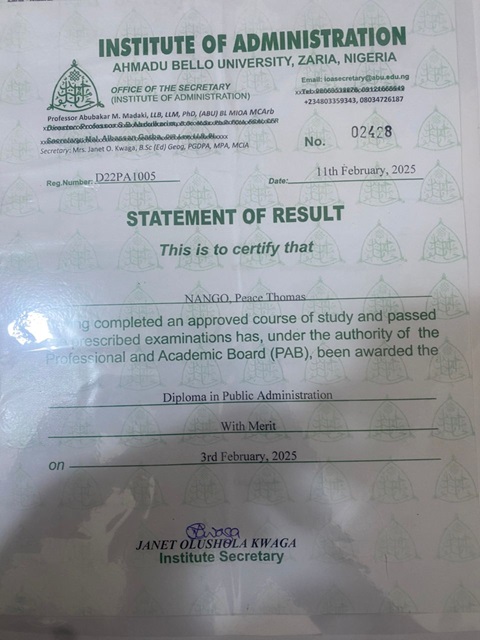 INSTITUTE OF ADMINISTRATION
AHMADU BELLO UNIVERSITY, ZARIA, NIGERIA
OFFICE OF THE SECRETARY
(INSTITUTE OF ADMINISTRATION)
Email: ioasecretary@abu.edu.ng
+234803359343, 08034726187
Professor Abubakar M. Madaki, LLB, LLM, PhD, (ABU) BL MIOA MCArb
Secretary: Mrs. Janet O. Kwaga, B.Sc (Ed) Geog, PGDPA, MPA, MCIA
No. 02428
Reg.Number: D22PA1005
Date: 11th February, 2025
STATEMENT OF RESULT
This is to certify that
NANGO, Peace Thomas
completed an approved course of study and passed
prescribed examinations has, under the authority of the
Professional and Academic Board (PAB), been awarded the
Diploma in Public Administration
With Merit
on 3rd February, 2025
JANET OLUSHOLA KWAGA
Institute Secretary